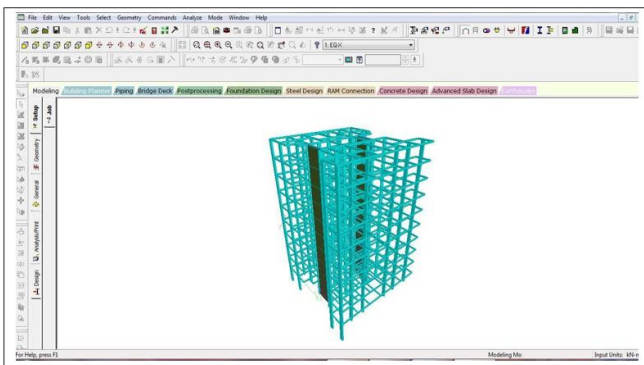 File Edit View Tools Select Geometry Commands Analyze Mode Window Help
1: EQ-X
Modeling Building Planner Piping Bridge Deck Postprocessing Foundation Design Steel Design RAM Connection Concrete Design Advanced Slab Design Earthquake
Setup
Job
Geometry
General
Analysis/Print
Design
For Help, press F1
Modeling Mo
Input Units: kN-m